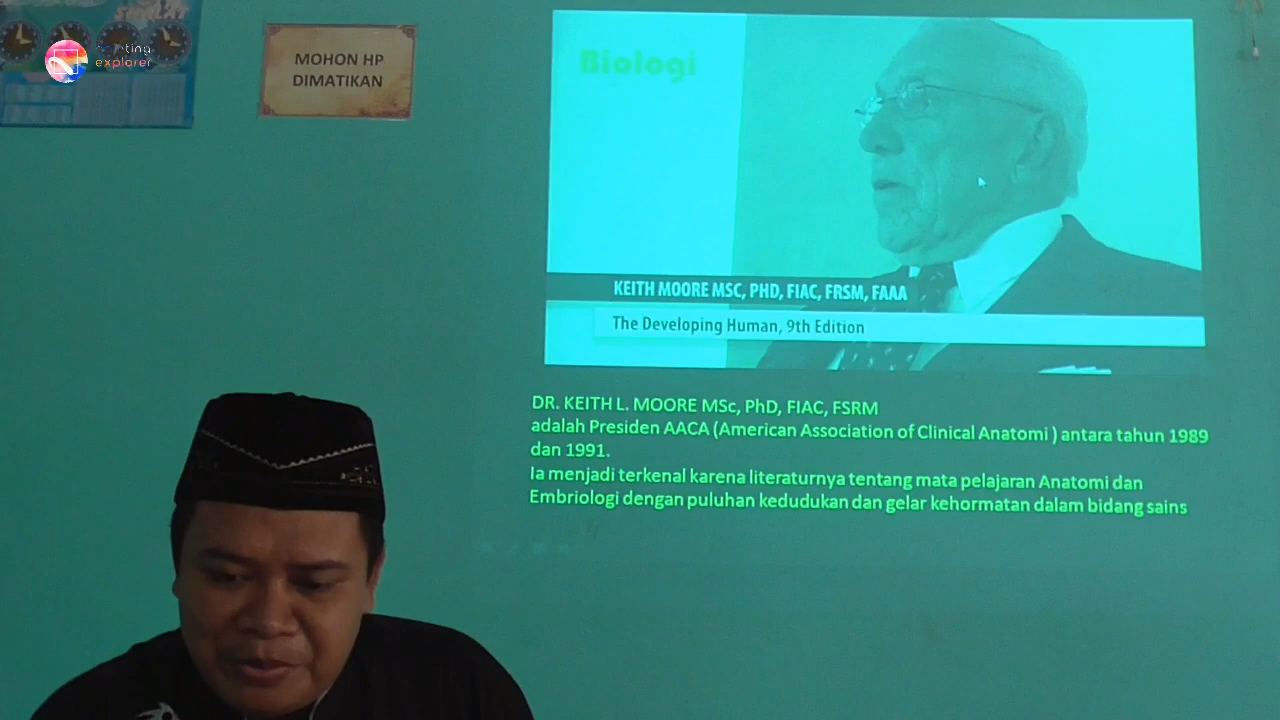 explorer
MOHON HP
DIMATIKAN
Biologi
KEITH MOORE MSC, PHD, FIAC, FRSM, FAAA
The Developing Human, 9th Edition
DR. KEITH L. MOORE MSc, PhD, FIAC, FSRM
adalah Presiden AACA (American Association of Clinical Anatomi ) antara tahun 1989
dan 1991.
Ia menjadi terkenal karena literaturnya tentang mata pelajaran Anatomi dan
Embriologi dengan puluhan kedudukan dan gelar kehormatan dalam bidang sains